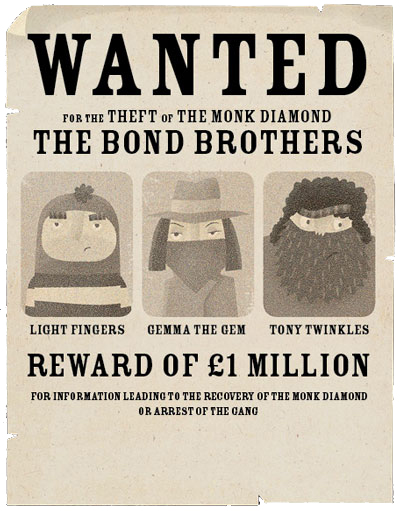 WANTED
FOR THE THEFT OF THE MONK DIAMOND
THE BOND BROTHERS
LIGHT FINGERS GEMMA THE GEM TONY TWINKLES
REWARD OF £1 MILLION
FOR INFORMATION LEADING TO THE RECOVERY OF THE MONK DIAMOND
OR ARREST OF THE GANG